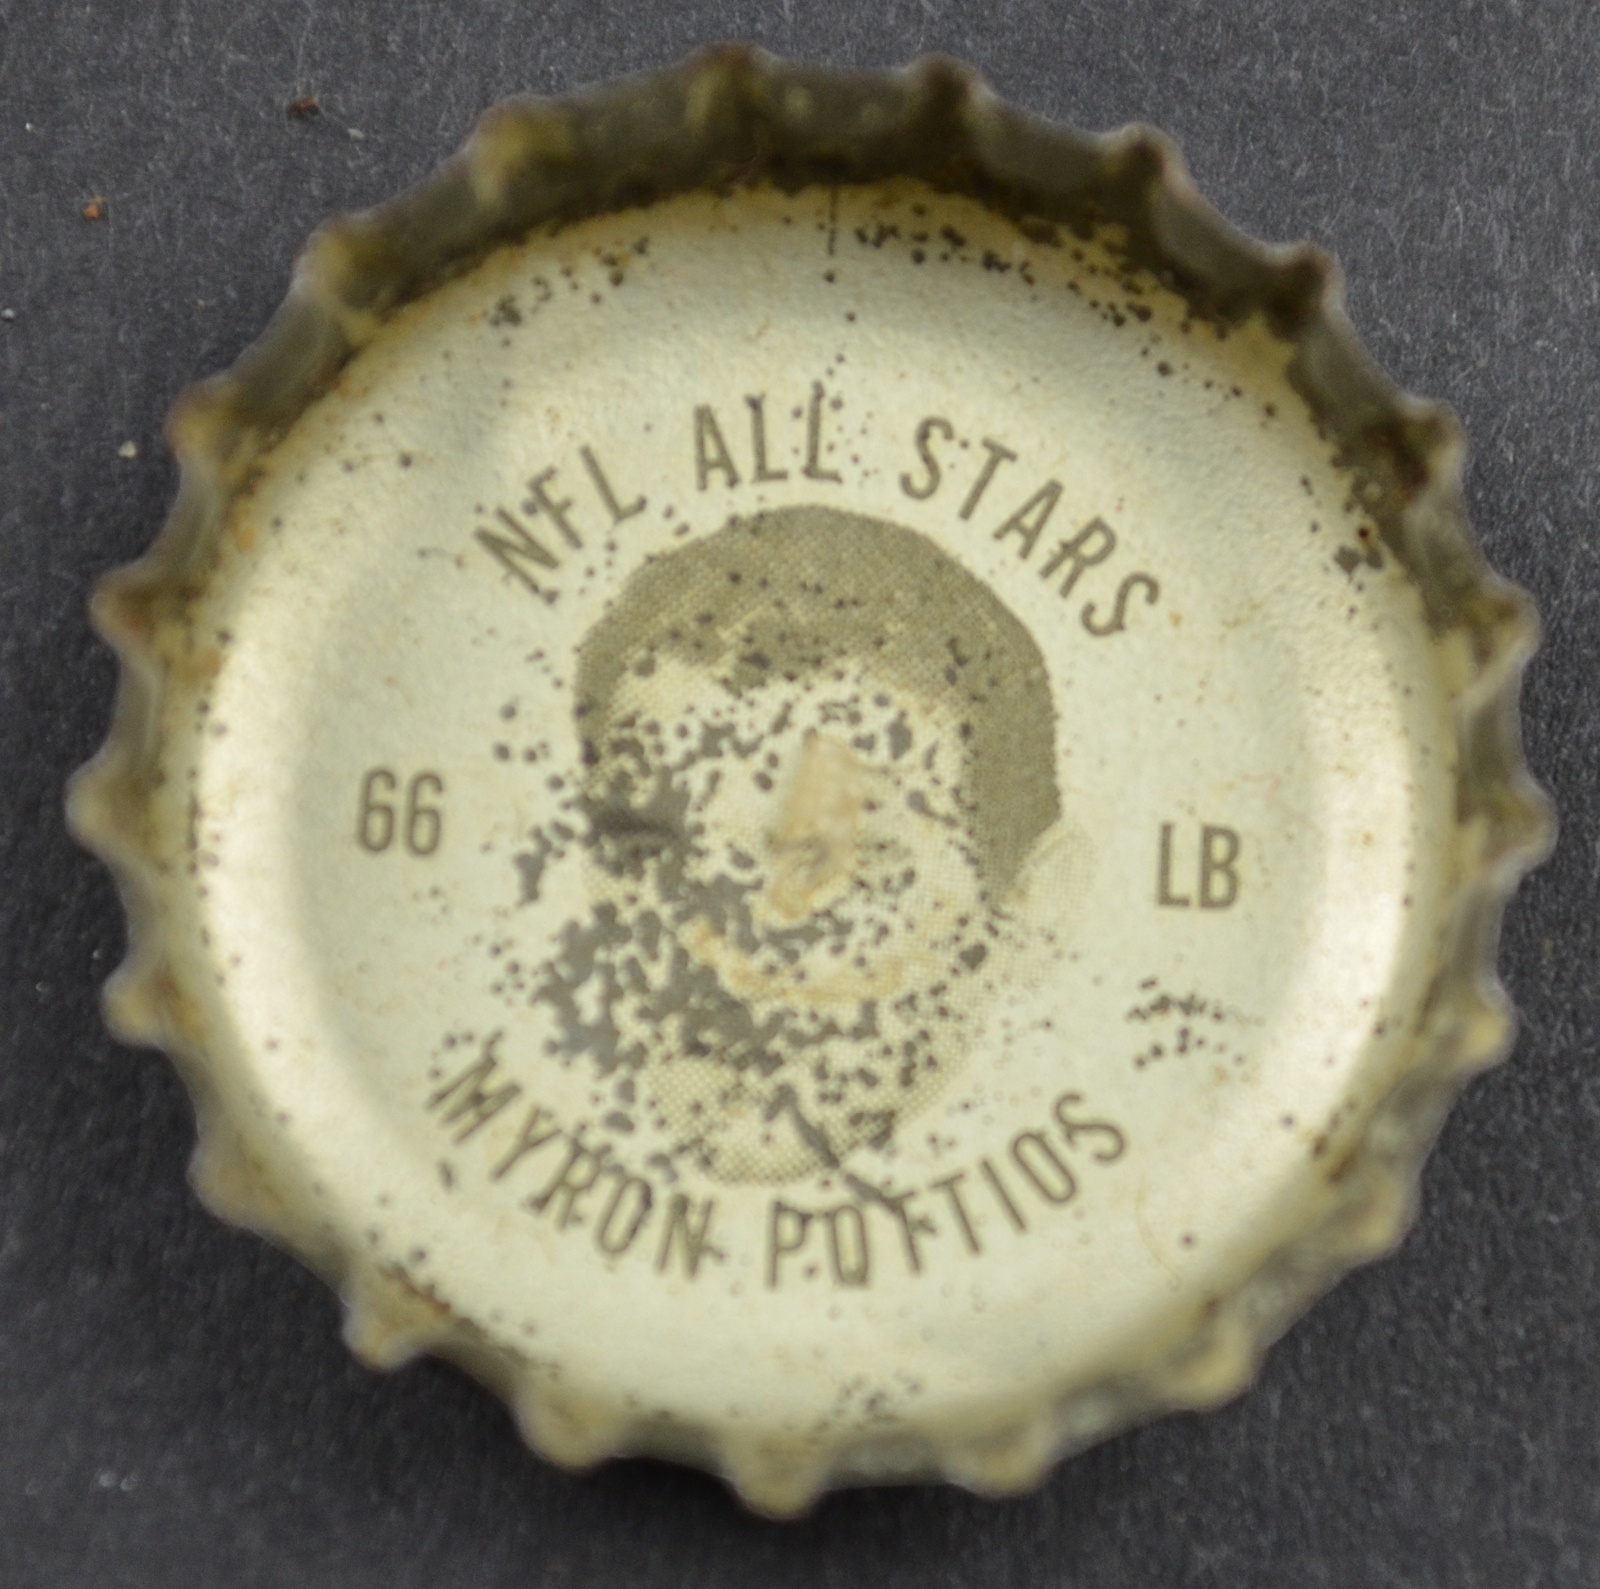 NFL ALL STARS
66
LB
MYRON POTTIOS